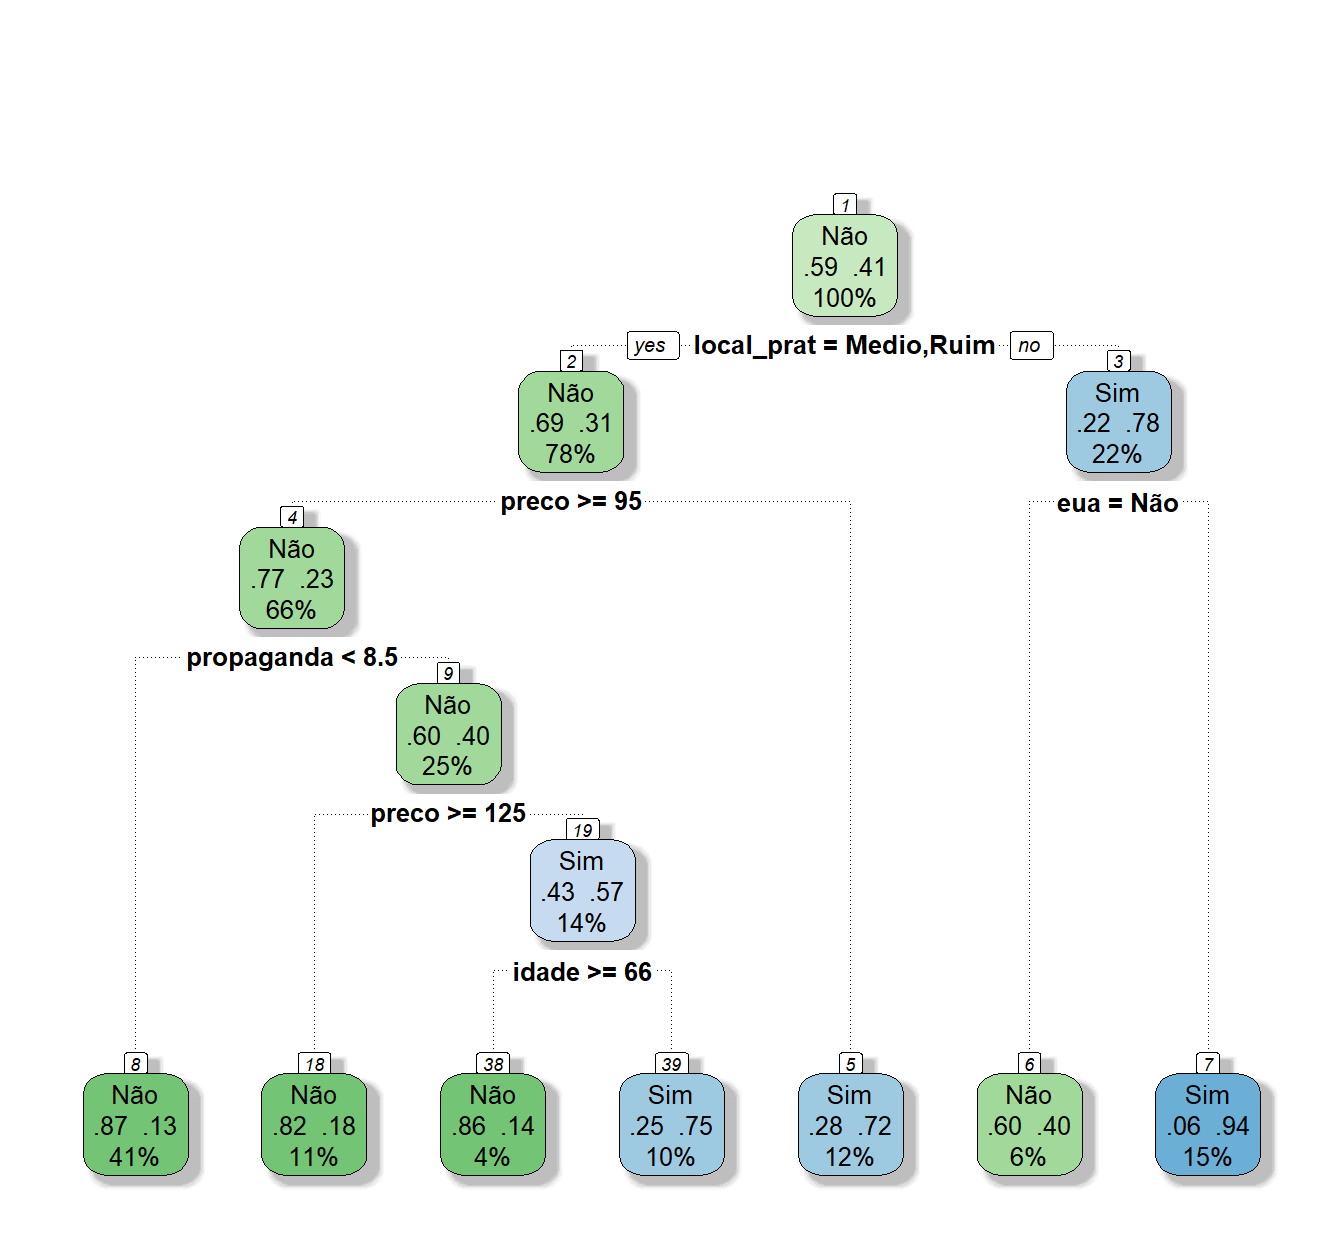 1
Não
.59 .41
100%
yes local_prat = Medio,Ruim no
2
Não
.69 .31
78%
3
Sim
.22 .78
22%
preco >= 95
eua = Não
4
Não
.77 .23
66%
propaganda < 8.5
9
Não
.60 .40
25%
preco >= 125
19
Sim
.43 .57
14%
idade >= 66
8
Não
.87 .13
41%
18
Não
.82 .18
11%
38
Não
.86 .14
4%
39
Sim
.25 .75
10%
5
Sim
.28 .72
12%
6
Não
.60 .40
6%
7
Sim
.06 .94
15%